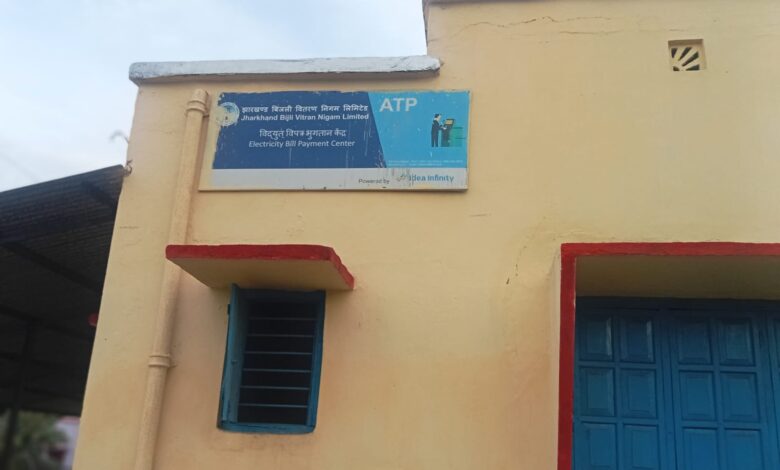 झारखण्ड बिजली वितरण निगम लिमिटेड
Jharkhand Bijli Vitran Nigam Limited
विद्युत विपत्र भुगतान केंद्र
Electricity Bill Payment Center
ATP
Powered by idea infinity